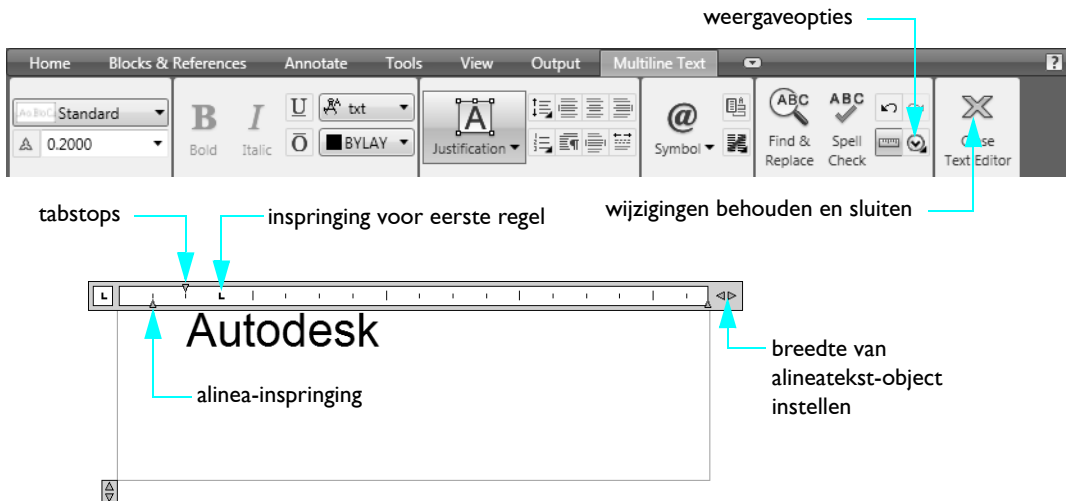 weergaveopties
Home Blocks & References Annotate Tools View Output Multiline Text ?
AaBbC Standard
0.2000
B Bold
I Italic
U txt
O BYLAY
A Justification
@ Symbol
ABC Find & Replace
ABC Spell Check
Close Text Editor
tabstops
inspringing voor eerste regel
wijzigingen behouden en sluiten
L
Autodesk
alinea-inspringing
breedte van
alineatekst-object
instellen